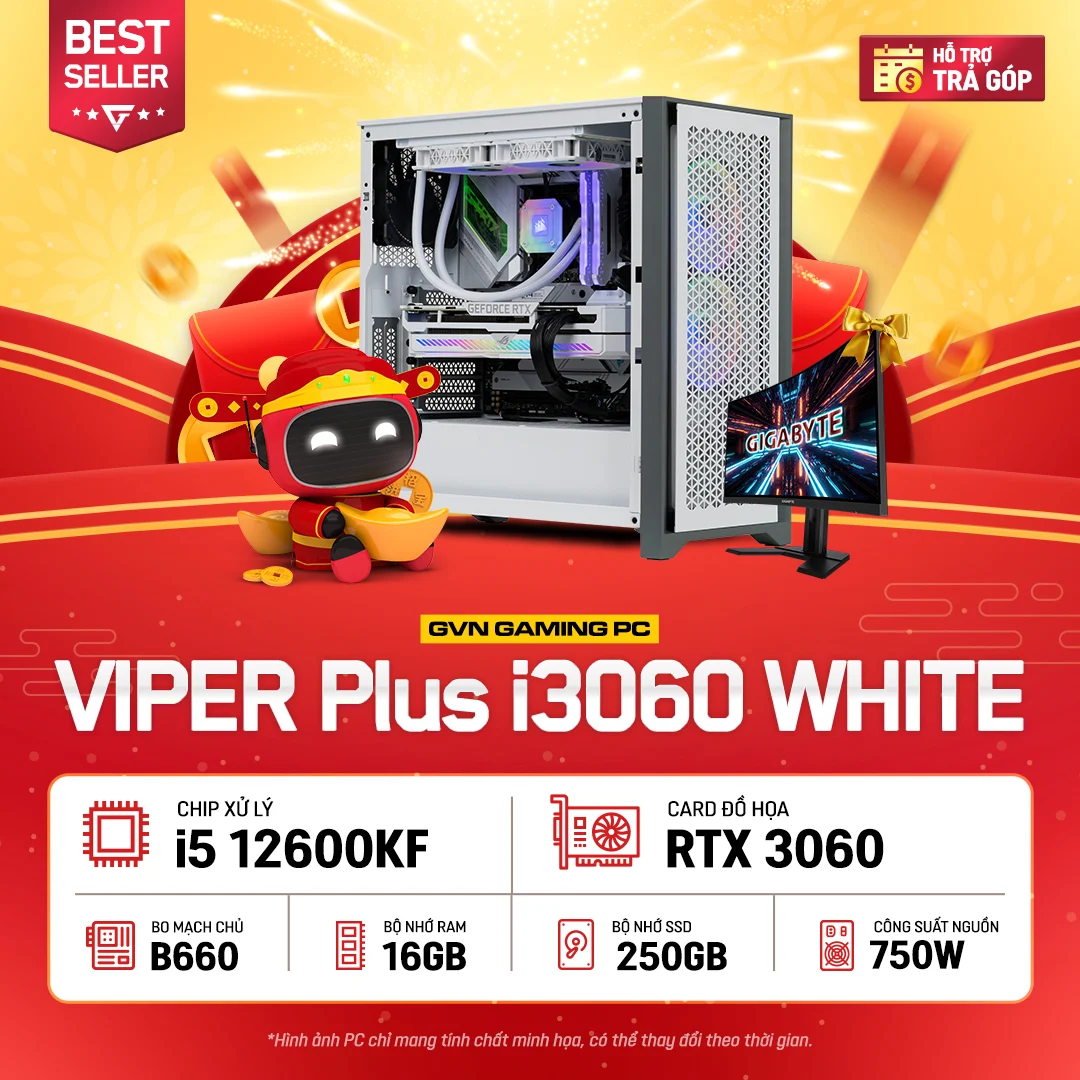 BEST
SELLER
HỖ TRỢ
TRẢ GÓP
GEFORCE RTX
GIGABYTE
GVN GAMING PC
VIPER Plus i3060 WHITE
CHIP XỬ LÝ
i5 12600KF
CARD ĐỒ HỌA
RTX 3060
BO MẠCH CHỦ
B660
BỘ NHỚ RAM
16GB
BỘ NHỚ SSD
250GB
CÔNG SUẤT NGUỒN
750W
*Hình ảnh PC chỉ mang tính chất minh họa, có thể thay đổi theo thời gian.